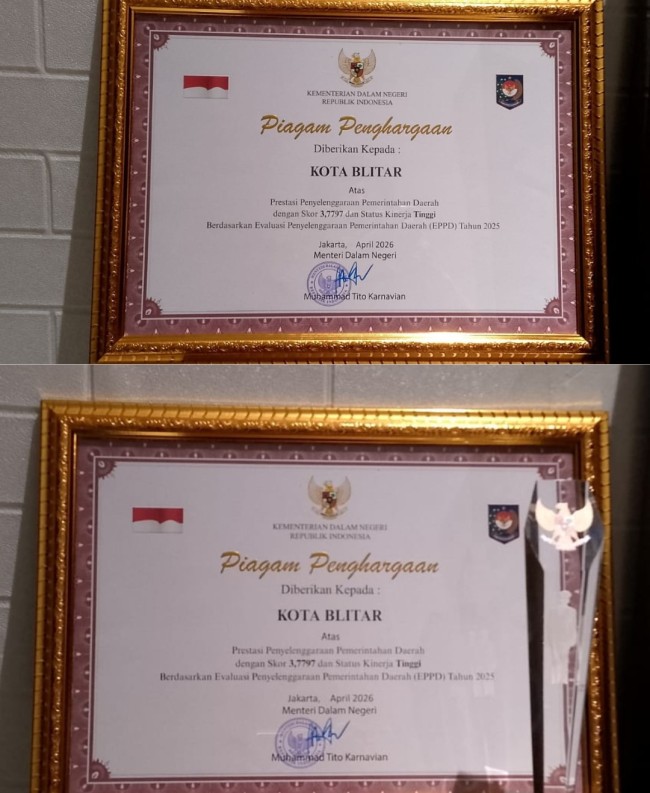 KEMENTERIAN DALAM NEGERI
REPUBLIK INDONESIA
Piagam Penghargaan
Diberikan Kepada :
KOTA BLITAR
Atas
Prestasi Penyelenggaraan Pemerintahan Daerah
dengan Skor 3,7797 dan Status Kinerja Tinggi
Berdasarkan Evaluasi Penyelenggaraan Pemerintahan Daerah (EPPD) Tahun 2025
Jakarta, April 2026
Menteri Dalam Negeri
Muhammad Tito Karnavian
KEMENTERIAN DALAM NEGERI
REPUBLIK INDONESIA
Piagam Penghargaan
Diberikan Kepada :
KOTA BLITAR
Atas
Prestasi Penyelenggaraan Pemerintahan Daerah
dengan Skor 3,7797 dan Status Kinerja Tinggi
Berdasarkan Evaluasi Penyelenggaraan Pemerintahan Daerah (EPPD) Tahun 2025
Jakarta, April 2026
Menteri Dalam Negeri
Muhammad Tito Karnavian